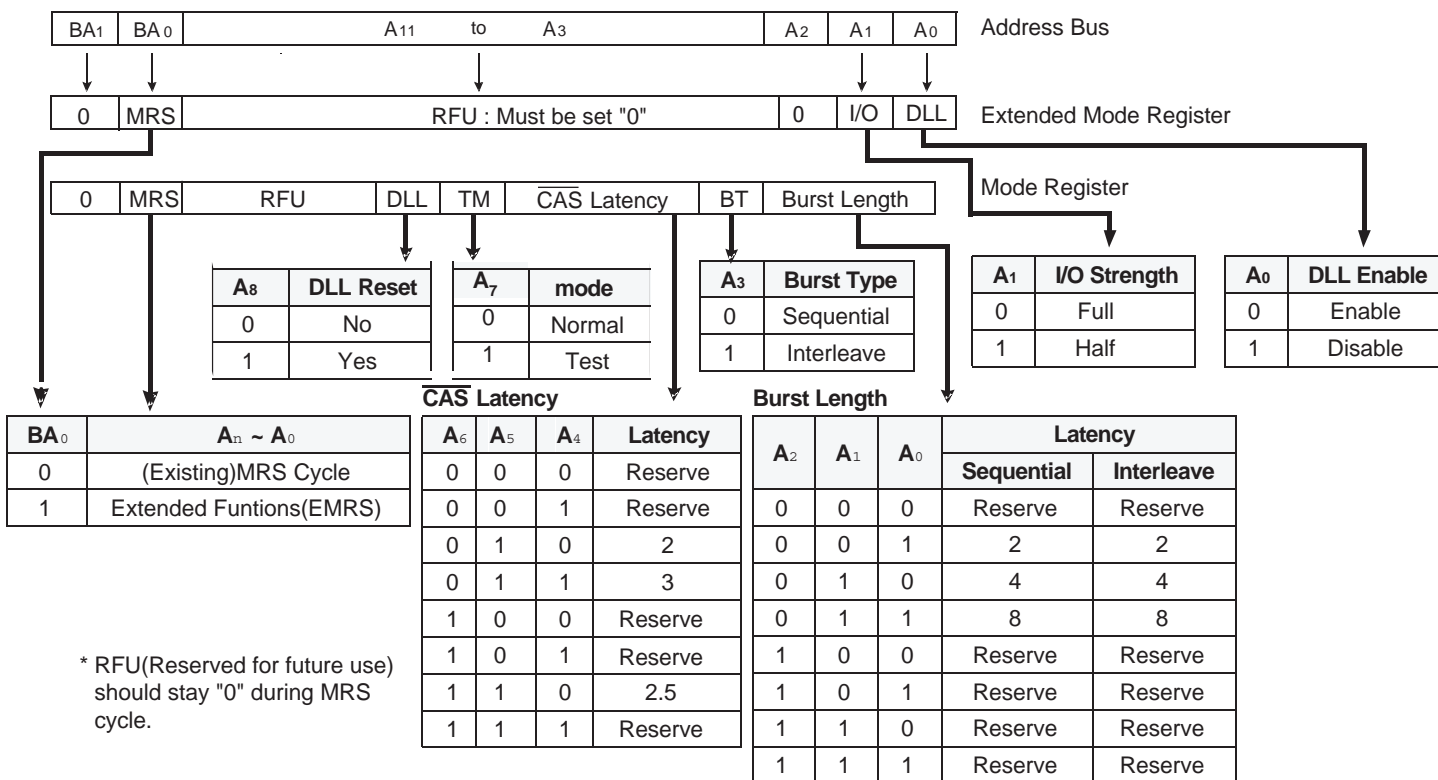 BA1 BA0 A11 to A3 A2 A1 A0 Address Bus
0 MRS RFU : Must be set "0" 0 I/O DLL Extended Mode Register
0 MRS RFU DLL TM CAS Latency BT Burst Length Mode Register
A8 DLL Reset
0 No
1 Yes
A7 mode
0 Normal
1 Test
A3 Burst Type
0 Sequential
1 Interleave
A1 I/O Strength
0 Full
1 Half
A0 DLL Enable
0 Enable
1 Disable
BA0 An ~ A0
0 (Existing)MRS Cycle
1 Extended Funtions(EMRS)
CAS Latency
A6 A5 A4 Latency
0 0 0 Reserve
0 0 1 Reserve
0 1 0 2
0 1 1 3
1 0 0 Reserve
1 0 1 Reserve
1 1 0 2.5
1 1 1 Reserve
Burst Length
A2 A1 A0 Latency
Sequential Interleave
0 0 0 Reserve Reserve
0 0 1 2 2
0 1 0 4 4
0 1 1 8 8
1 0 0 Reserve Reserve
1 0 1 Reserve Reserve
1 1 0 Reserve Reserve
1 1 1 Reserve Reserve
* RFU(Reserved for future use)
should stay "0" during MRS
cycle.